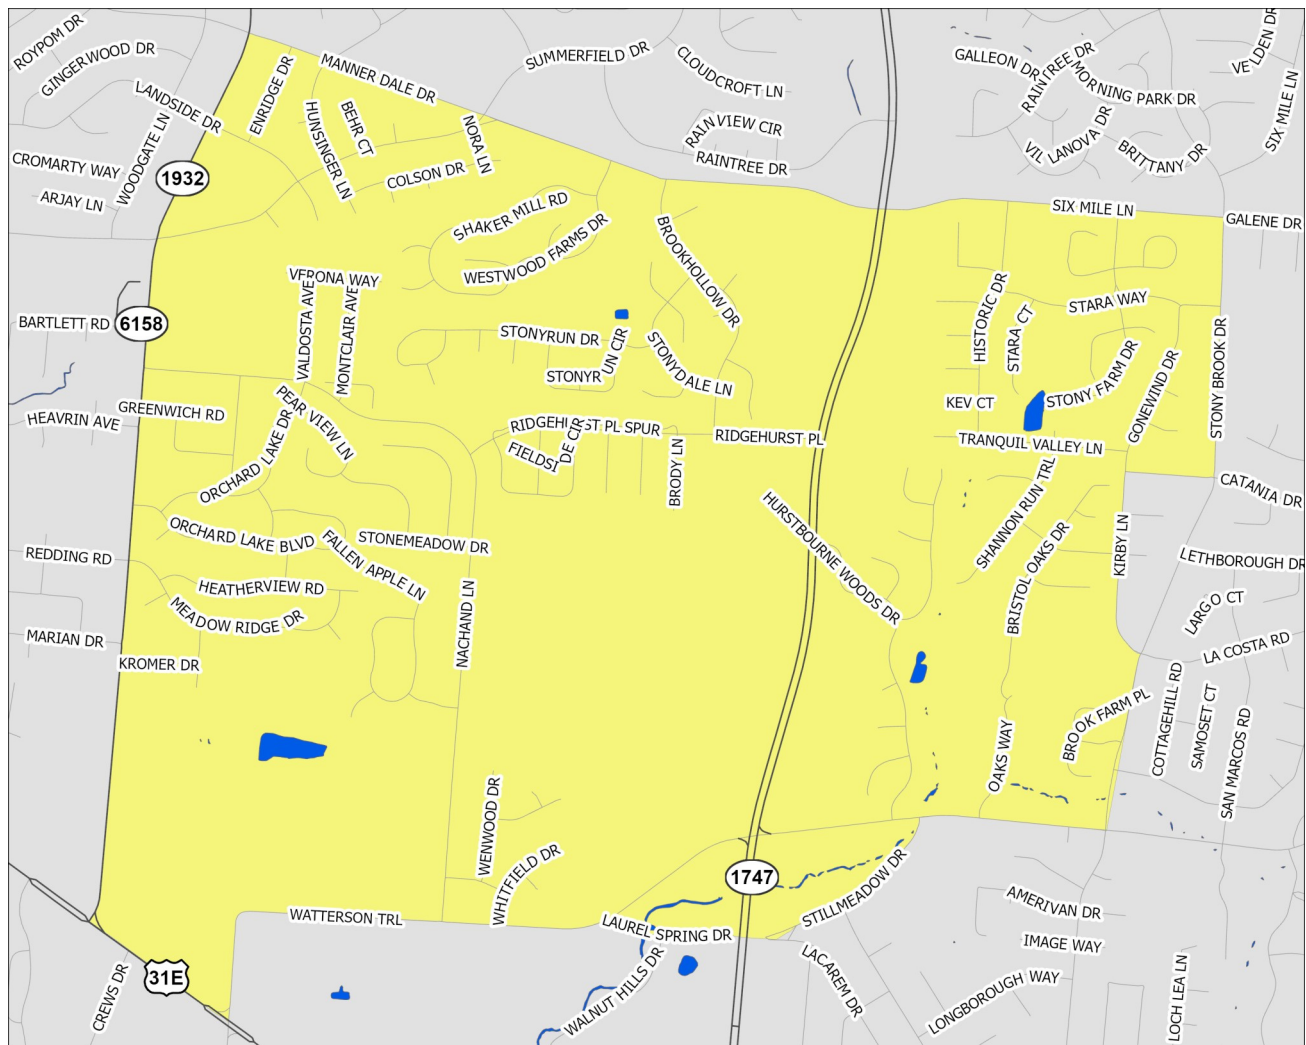 ROYPOM DR
GINGERWOOD DR
LANDSIDE DR
ENRIDGE DR
MANNER DALE DR
SUMMERFIELD DR
CLOUDCROFT LN
GALLEON DR
RAINTREE DR
MORNING PARK DR
VELDEN DR
SIX MILE LN
HUNSINGER LN
BEHR CT
NORA LN
COLSON DR
RAINVIEW CIR
RAINTREE DR
VILLANOVA DR
BRITTANY DR
CROMARTY WAY
WOODGATE LN
1932
ARJAY LN
SHAKER MILL RD
WESTWOOD FARMS DR
BROOKHOLLOW DR
SIX MILE LN
GALENE DR
VERONA WAY
VALDOSTA AVE
MONTCLAIR AVE
HISTORIC DR
STARA CT
STARA WAY
BARTLETT RD
6158
STONYRUN DR
STONYRUN CIR
STONYDALE LN
STONY FARM DR
GONEWIND DR
STONY BROOK DR
HEAVRIN AVE
GREENWICH RD
PEAR VIEW LN
ORCHARD LAKE DR
RIDGEHURST PL SPUR
FIELDSIDE CIR
BRODY LN
RIDGEHURST PL
KEV CT
TRANQUIL VALLEY LN
CATANIA DR
ORCHARD LAKE BLVD
FALLEN APPLE LN
STONEMEADOW DR
HURSTBOURNE WOODS DR
SHANNON RUN TRL
BRISTOL OAKS DR
KIRBY LN
REDDING RD
LETHBOROUGH DR
HEATHERVIEW RD
MEADOW RIDGE DR
NACHAND LN
LARGO CT
MARIAN DR
KROMER DR
LA COSTA RD
BROOK FARM PL
COTTAGEHILL RD
SAMOSET CT
SAN MARCOS RD
OAKS WAY
WENWOOD DR
WHITFIELD DR
1747
STILLMEADOW DR
WATTERSON TRL
LAUREL SPRING DR
AMERIVAN DR
IMAGE WAY
31E
CREWS DR
WALNUT HILLS DR
LACAREM DR
LONGBOROUGH WAY
LOCH LEA LN